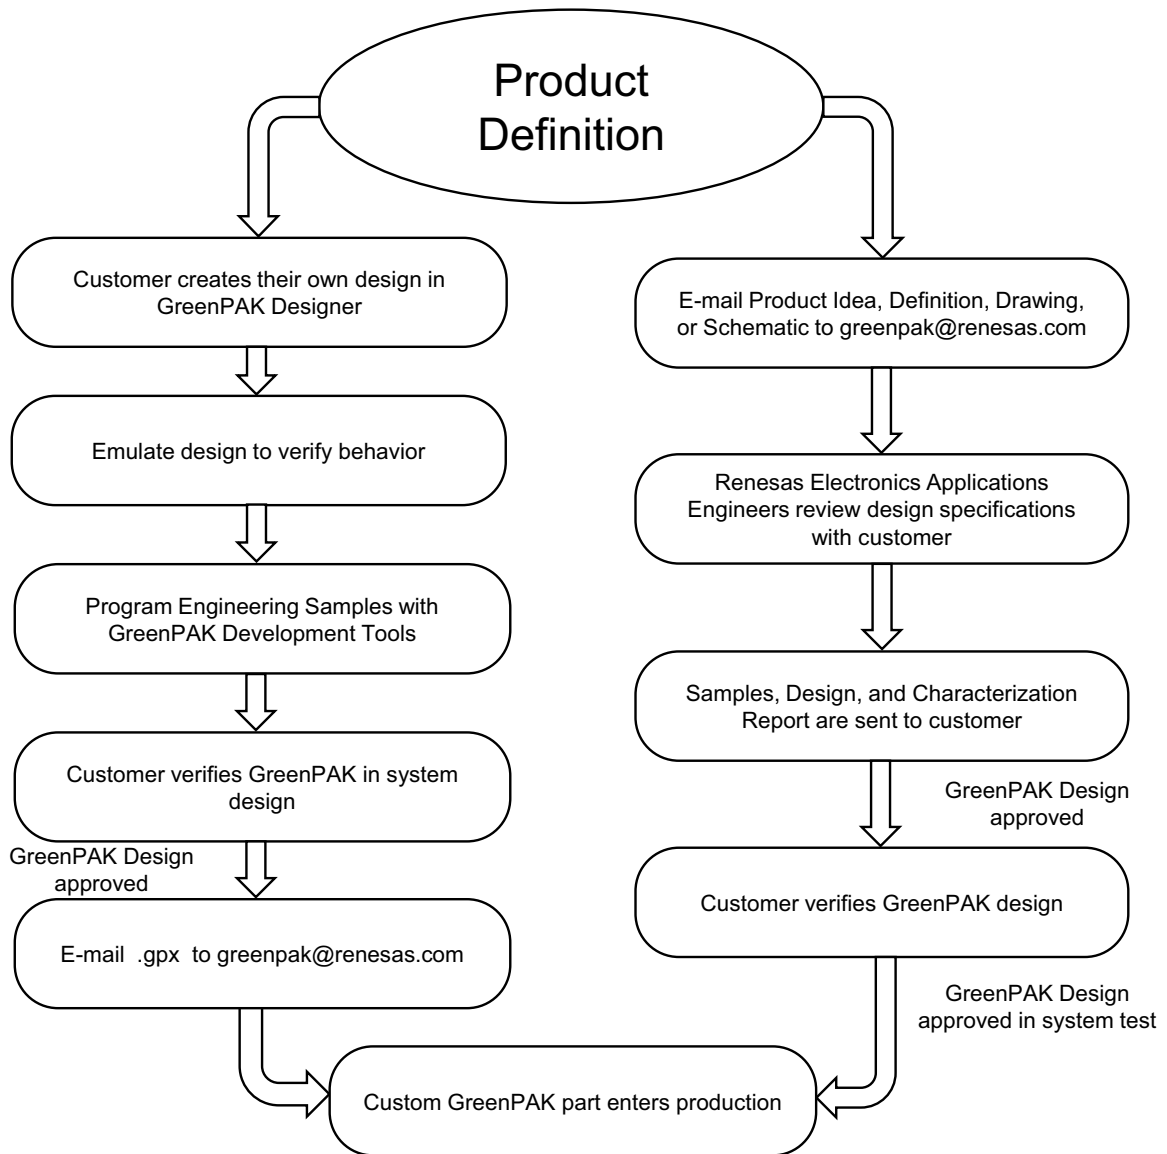 Product
Definition
Customer creates their own design in
GreenPAK Designer
Emulate design to verify behavior
Program Engineering Samples with
GreenPAK Development Tools
Customer verifies GreenPAK in system
design
GreenPAK Design
approved
E-mail .gpx to greenpak@renesas.com
E-mail Product Idea, Definition, Drawing,
or Schematic to greenpak@renesas.com
Renesas Electronics Applications
Engineers review design specifications
with customer
Samples, Design, and Characterization
Report are sent to customer
GreenPAK Design
approved
Customer verifies GreenPAK design
GreenPAK Design
approved in system test
Custom GreenPAK part enters production